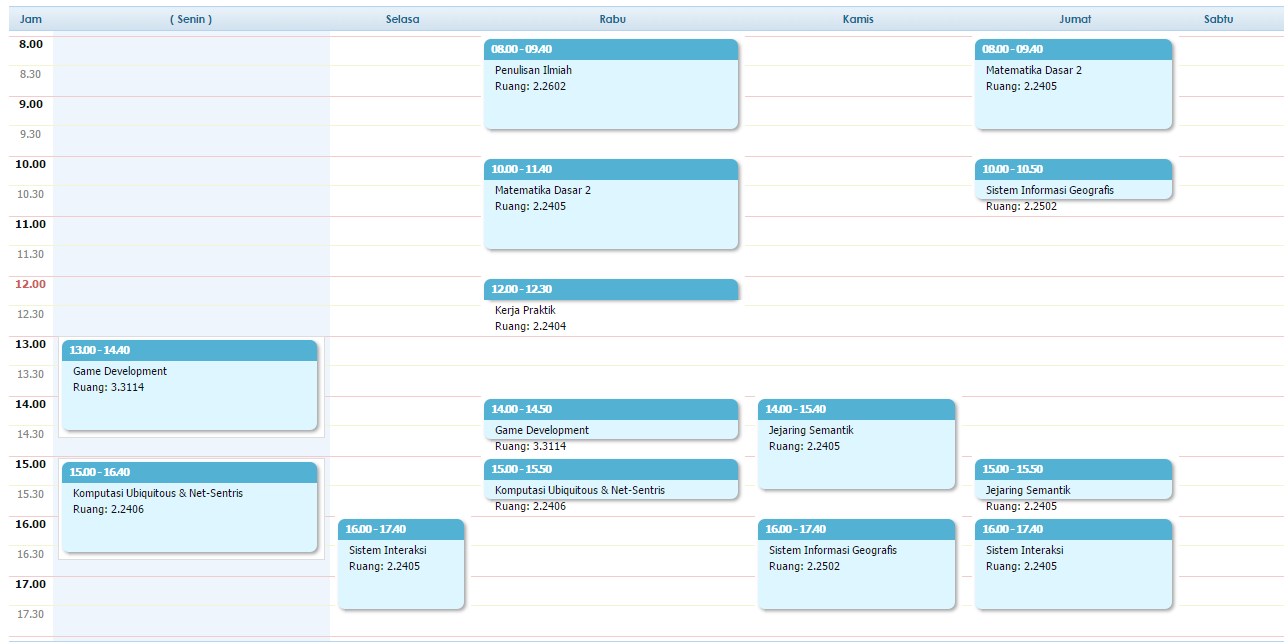 Jam ( Senin ) Selasa Rabu Kamis Jumat Sabtu
8.00
8.30
9.00
9.30
10.00
10.30
11.00
11.30
12.00
12.30
13.00
13.30
14.00
14.30
15.00
15.30
16.00
16.30
17.00
17.30
13.00 - 14.40
Game Development
Ruang: 3.3114
15.00 - 16.40
Komputasi Ubiquitous & Net-Sentris
Ruang: 2.2406
16.00 - 17.40
Sistem Interaksi
Ruang: 2.2405
08.00 - 09.40
Penulisan Ilmiah
Ruang: 2.2602
10.00 - 11.40
Matematika Dasar 2
Ruang: 2.2405
12.00 - 12.30
Kerja Praktik
Ruang: 2.2404
14.00 - 14.50
Game Development
Ruang: 3.3114
15.00 - 15.50
Komputasi Ubiquitous & Net-Sentris
Ruang: 2.2406
14.00 - 15.40
Jejaring Semantik
Ruang: 2.2405
16.00 - 17.40
Sistem Informasi Geografis
Ruang: 2.2502
08.00 - 09.40
Matematika Dasar 2
Ruang: 2.2405
10.00 - 10.50
Sistem Informasi Geografis
Ruang: 2.2502
15.00 - 15.50
Jejaring Semantik
Ruang: 2.2405
16.00 - 17.40
Sistem Interaksi
Ruang: 2.2405